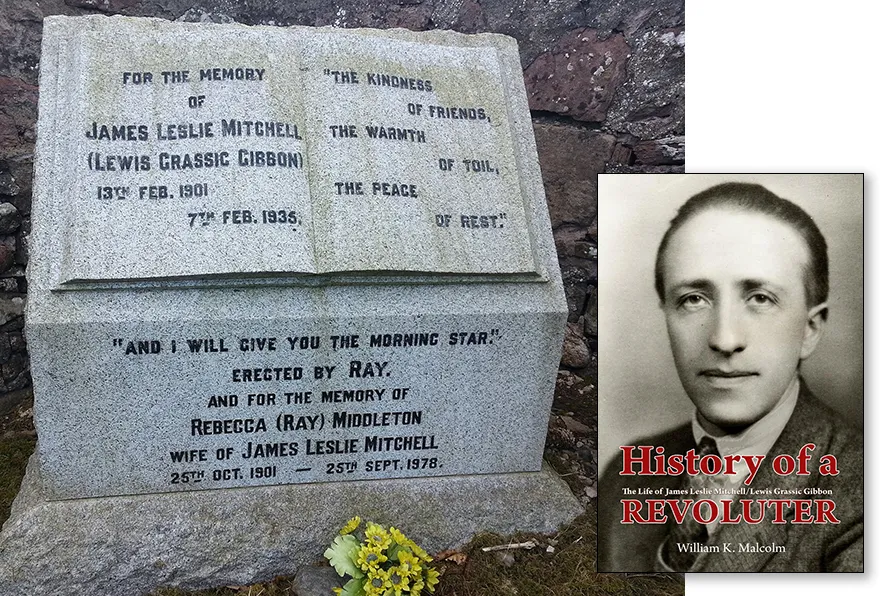 FOR THE MEMORY
OF
JAMES LESLIE MITCHELL
(LEWIS GRASSIC GIBBON)
13TH FEB. 1901
7TH FEB. 1935.
"THE KINDNESS
OF FRIENDS,
THE WARMTH
OF TOIL,
THE PEACE
OF REST."
"AND I WILL GIVE YOU THE MORNING STAR."
ERECTED BY RAY.
AND FOR THE MEMORY OF
REBECCA (RAY) MIDDLETON
WIFE OF JAMES LESLIE MITCHELL
25TH OCT. 1901 — 25TH SEPT. 1978.
History of a
The Life of James Leslie Mitchell/Lewis Grassic Gibbon
REVOLUTER
William K. Malcolm